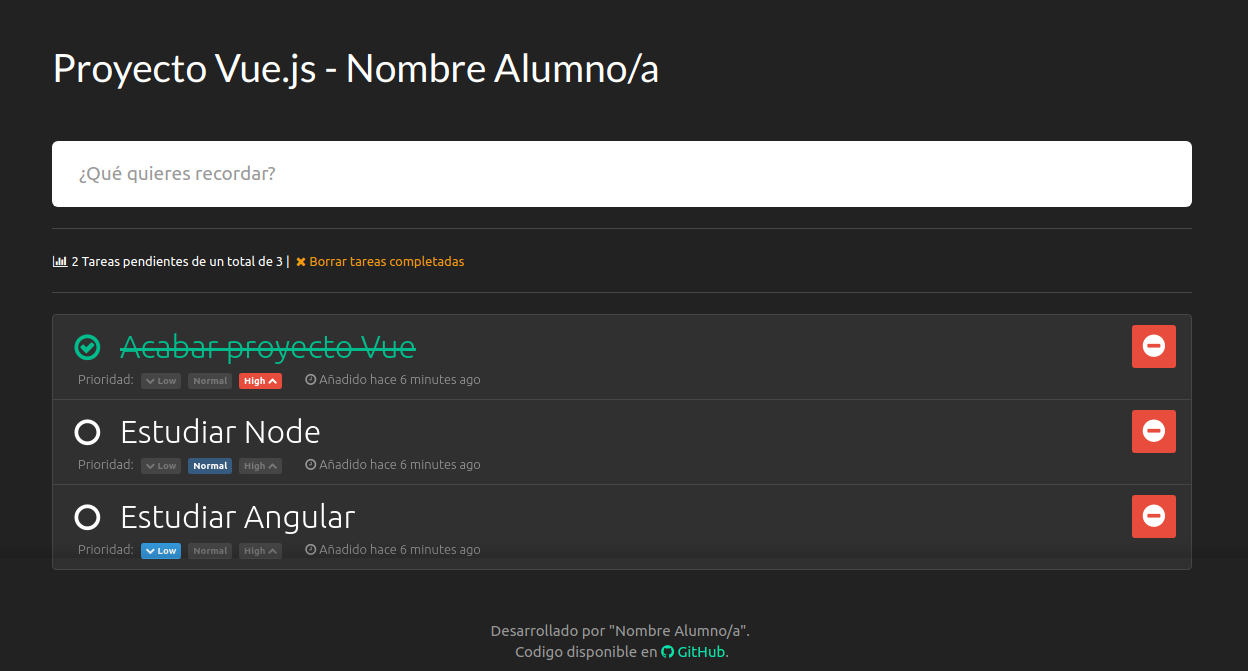 Proyecto Vue.js - Nombre Alumno/a
¿Qué quieres recordar?
2 Tareas pendientes de un total de 3 | Borrar tareas completadas
Acabar proyecto Vue
Prioridad: Low Normal High Añadido hace 6 minutes ago
Estudiar Node
Prioridad: Low Normal High Añadido hace 6 minutes ago
Estudiar Angular
Prioridad: Low Normal High Añadido hace 6 minutes ago
Desarrollado por "Nombre Alumno/a".
Codigo disponible en GitHub.